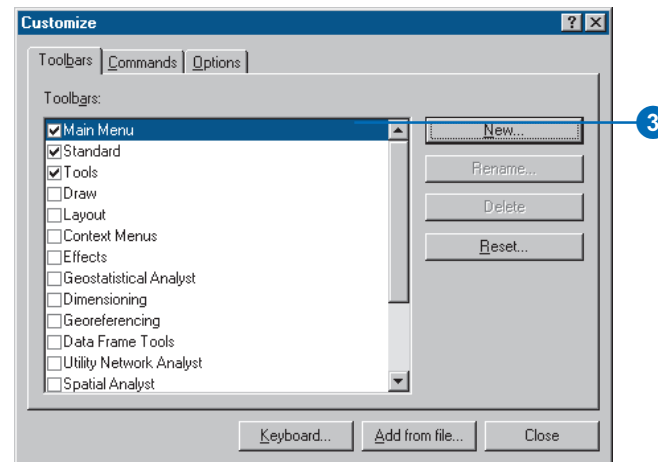 Customize
Toolbars Commands Options
Toolbars:
Main Menu
Standard
Tools
Draw
Layout
Context Menus
Effects
Geostatistical Analyst
Dimensioning
Georeferencing
Data Frame Tools
Utility Network Analyst
Spatial Analyst
New...
Rename...
Delete
Reset...
Keyboard... Add from file... Close
3